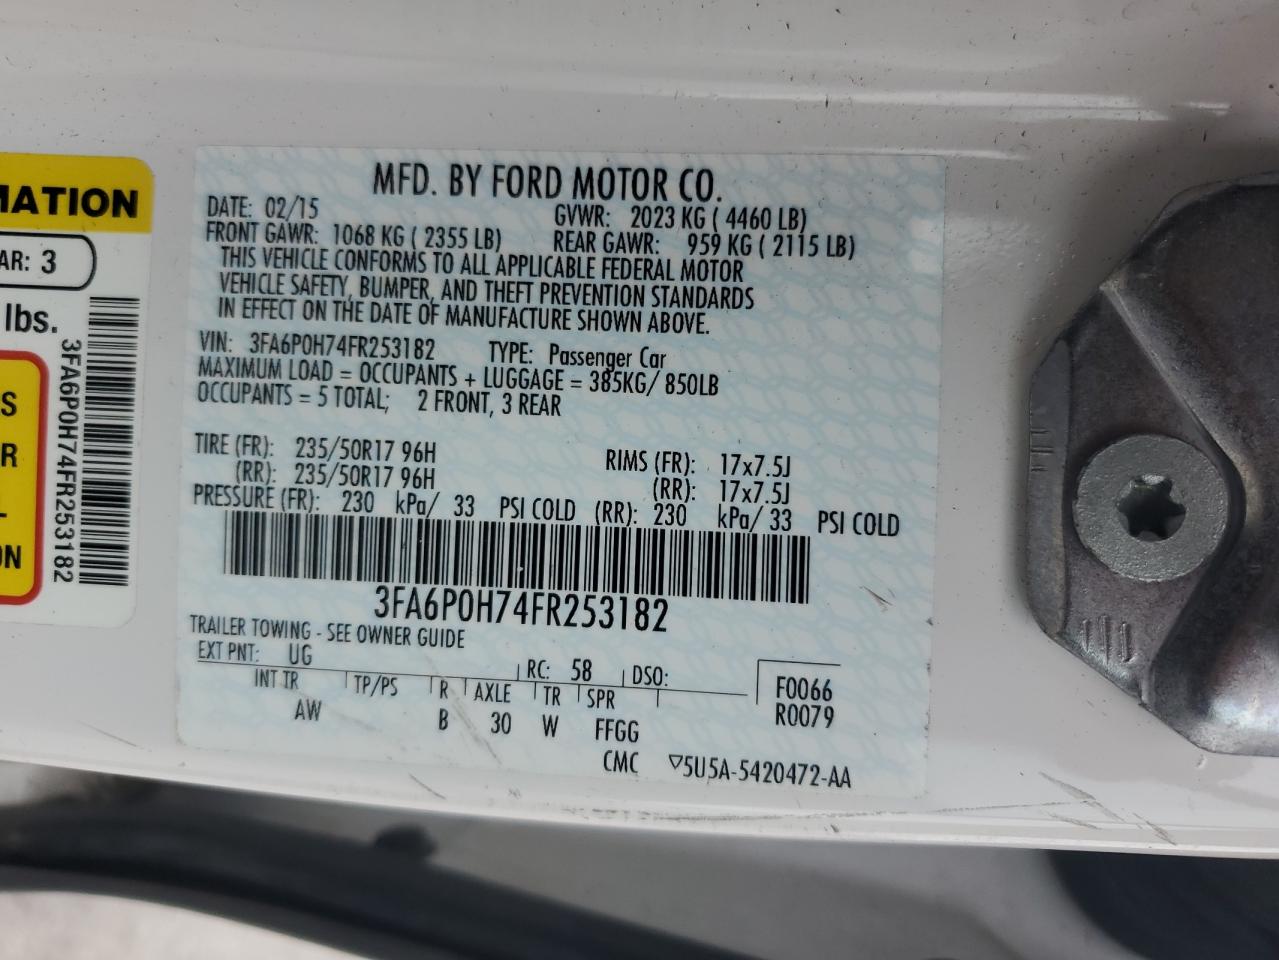 MATION
AR: 3
lbs.
3FA6P0H74FR253182
S
R
L
ON
MFD. BY FORD MOTOR CO.
DATE: 02/15 GVWR: 2023 KG ( 4460 LB)
FRONT GAWR: 1068 KG ( 2355 LB) REAR GAWR: 959 KG ( 2115 LB)
THIS VEHICLE CONFORMS TO ALL APPLICABLE FEDERAL MOTOR
VEHICLE SAFETY, BUMPER, AND THEFT PREVENTION STANDARDS
IN EFFECT ON THE DATE OF MANUFACTURE SHOWN ABOVE.
VIN: 3FA6P0H74FR253182 TYPE: Passenger Car
MAXIMUM LOAD = OCCUPANTS + LUGGAGE = 385KG/ 850LB
OCCUPANTS = 5 TOTAL; 2 FRONT, 3 REAR
TIRE (FR): 235/50R17 96H RIMS (FR): 17x7.5J
(RR): 235/50R17 96H (RR): 17x7.5J
PRESSURE (FR): 230 kPa/ 33 PSI COLD (RR): 230 kPa/ 33 PSI COLD
3FA6P0H74FR253182
TRAILER TOWING - SEE OWNER GUIDE
EXT PNT: UG RC: 58 DSO: F0066
INT TR TP/PS R AXLE TR SPR R0079
AW B 30 W FFGG
CMC ▽5U5A-5420472-AA